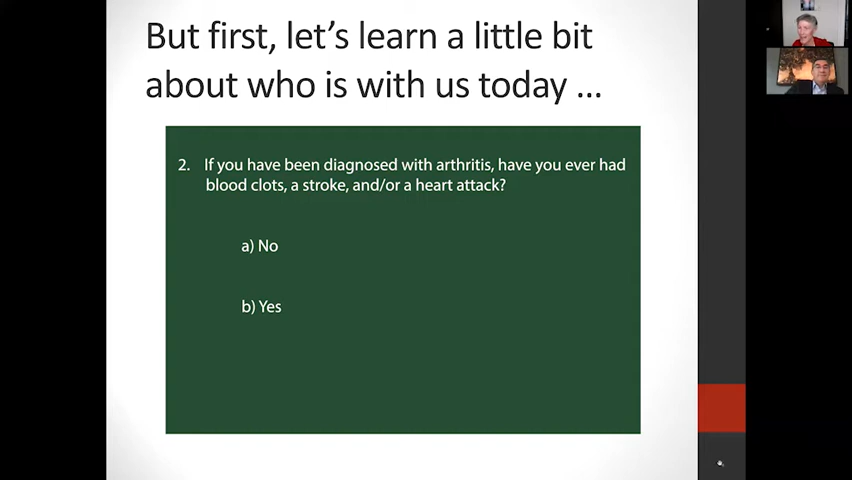 But first, let's learn a little bit
about who is with us today ...
2. If you have been diagnosed with arthritis, have you ever had
blood clots, a stroke, and/or a heart attack?
a) No
b) Yes